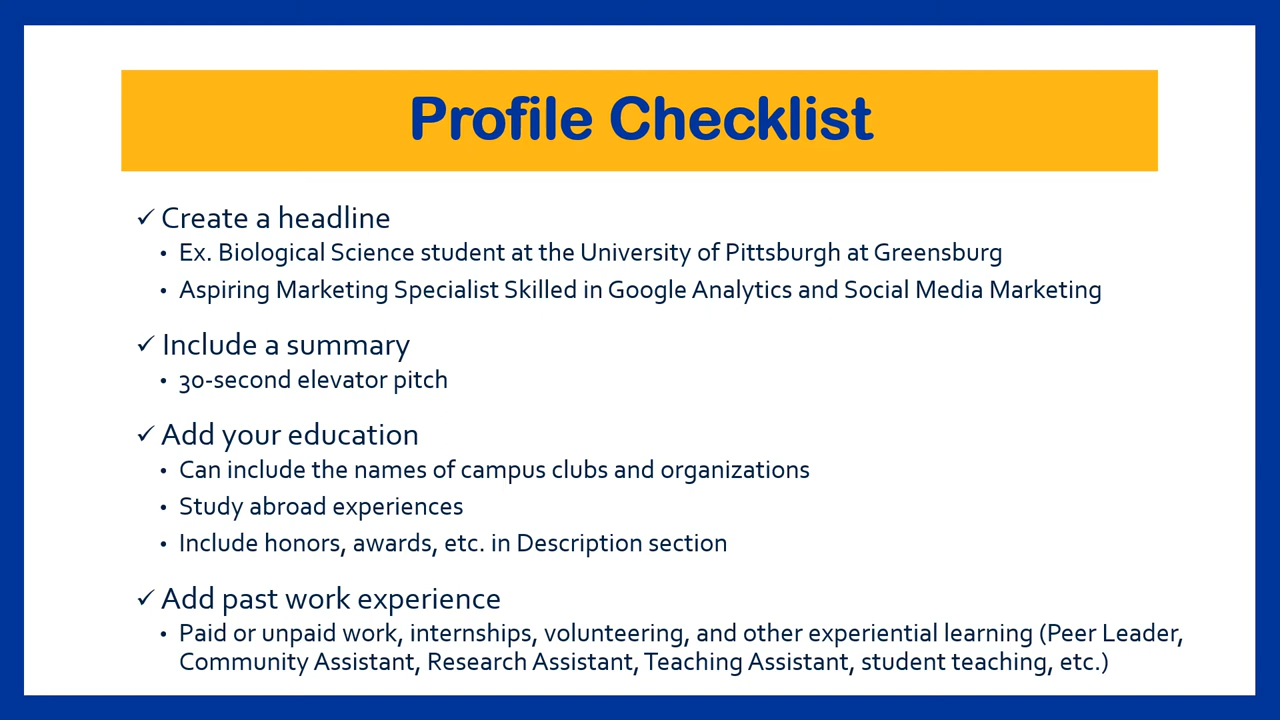 Profile Checklist
✓ Create a headline
• Ex. Biological Science student at the University of Pittsburgh at Greensburg
• Aspiring Marketing Specialist Skilled in Google Analytics and Social Media Marketing
✓ Include a summary
• 30-second elevator pitch
✓ Add your education
• Can include the names of campus clubs and organizations
• Study abroad experiences
• Include honors, awards, etc. in Description section
✓ Add past work experience
• Paid or unpaid work, internships, volunteering, and other experiential learning (Peer Leader,
Community Assistant, Research Assistant, Teaching Assistant, student teaching, etc.)